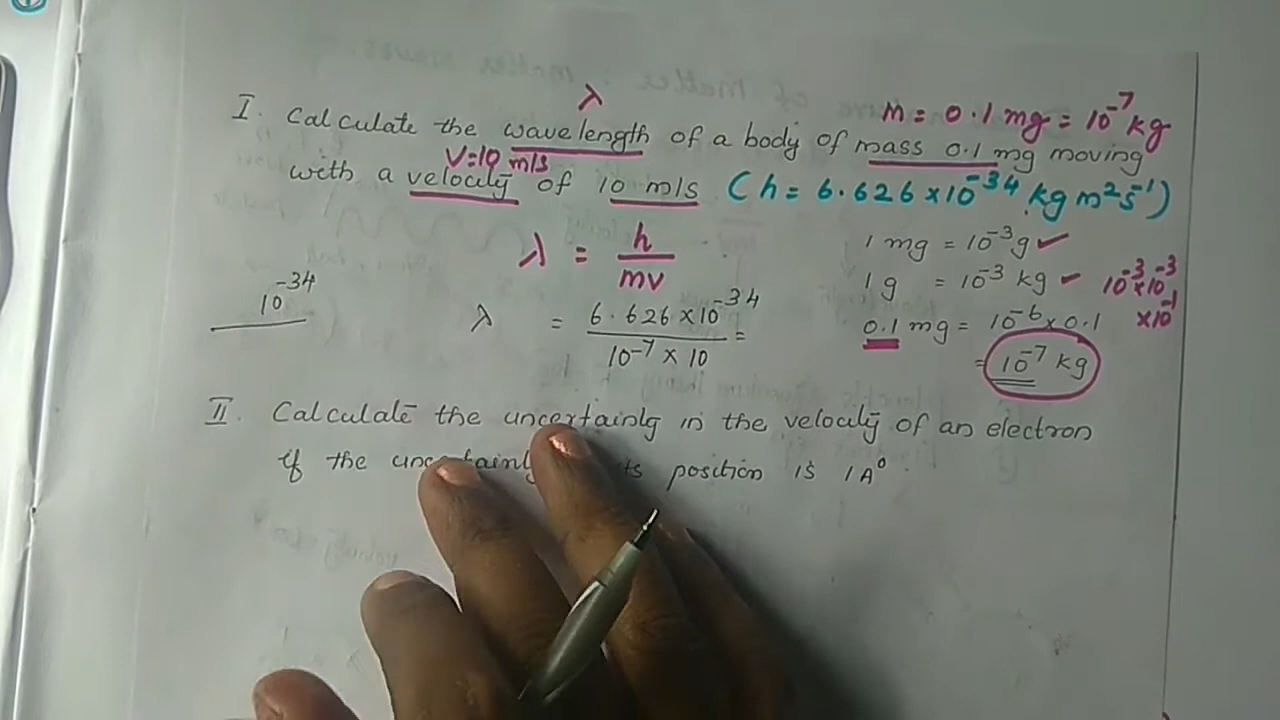 λ
M = 0.1 mg = 10⁻⁷ kg
I. Calculate the wavelength of a body of mass 0.1 mg moving
V=10 m/s
with a velocity of 10 m/s (h = 6.626 × 10⁻³⁴ kg m² s⁻¹)
λ = h / mv
1 mg = 10⁻³ g ✓
1 g = 10⁻³ kg ✓ 10⁻³ × 10⁻³ × 10⁻¹
10⁻³⁴
λ = 6.626 × 10⁻³⁴ / 10⁻⁷ × 10 =
0.1 mg = 10⁻⁶ × 0.1
= 10⁻⁷ kg
II. Calculate the uncertainty in the velocity of an electron
if the position is 1 A⁰.